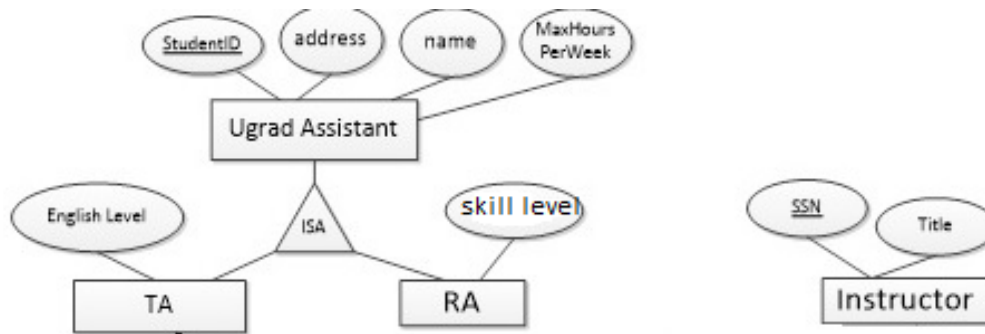 StudentID
address
name
MaxHours
PerWeek
Ugrad Assistant
English Level
ISA
skill level
SSN
Title
TA
RA
Instructor